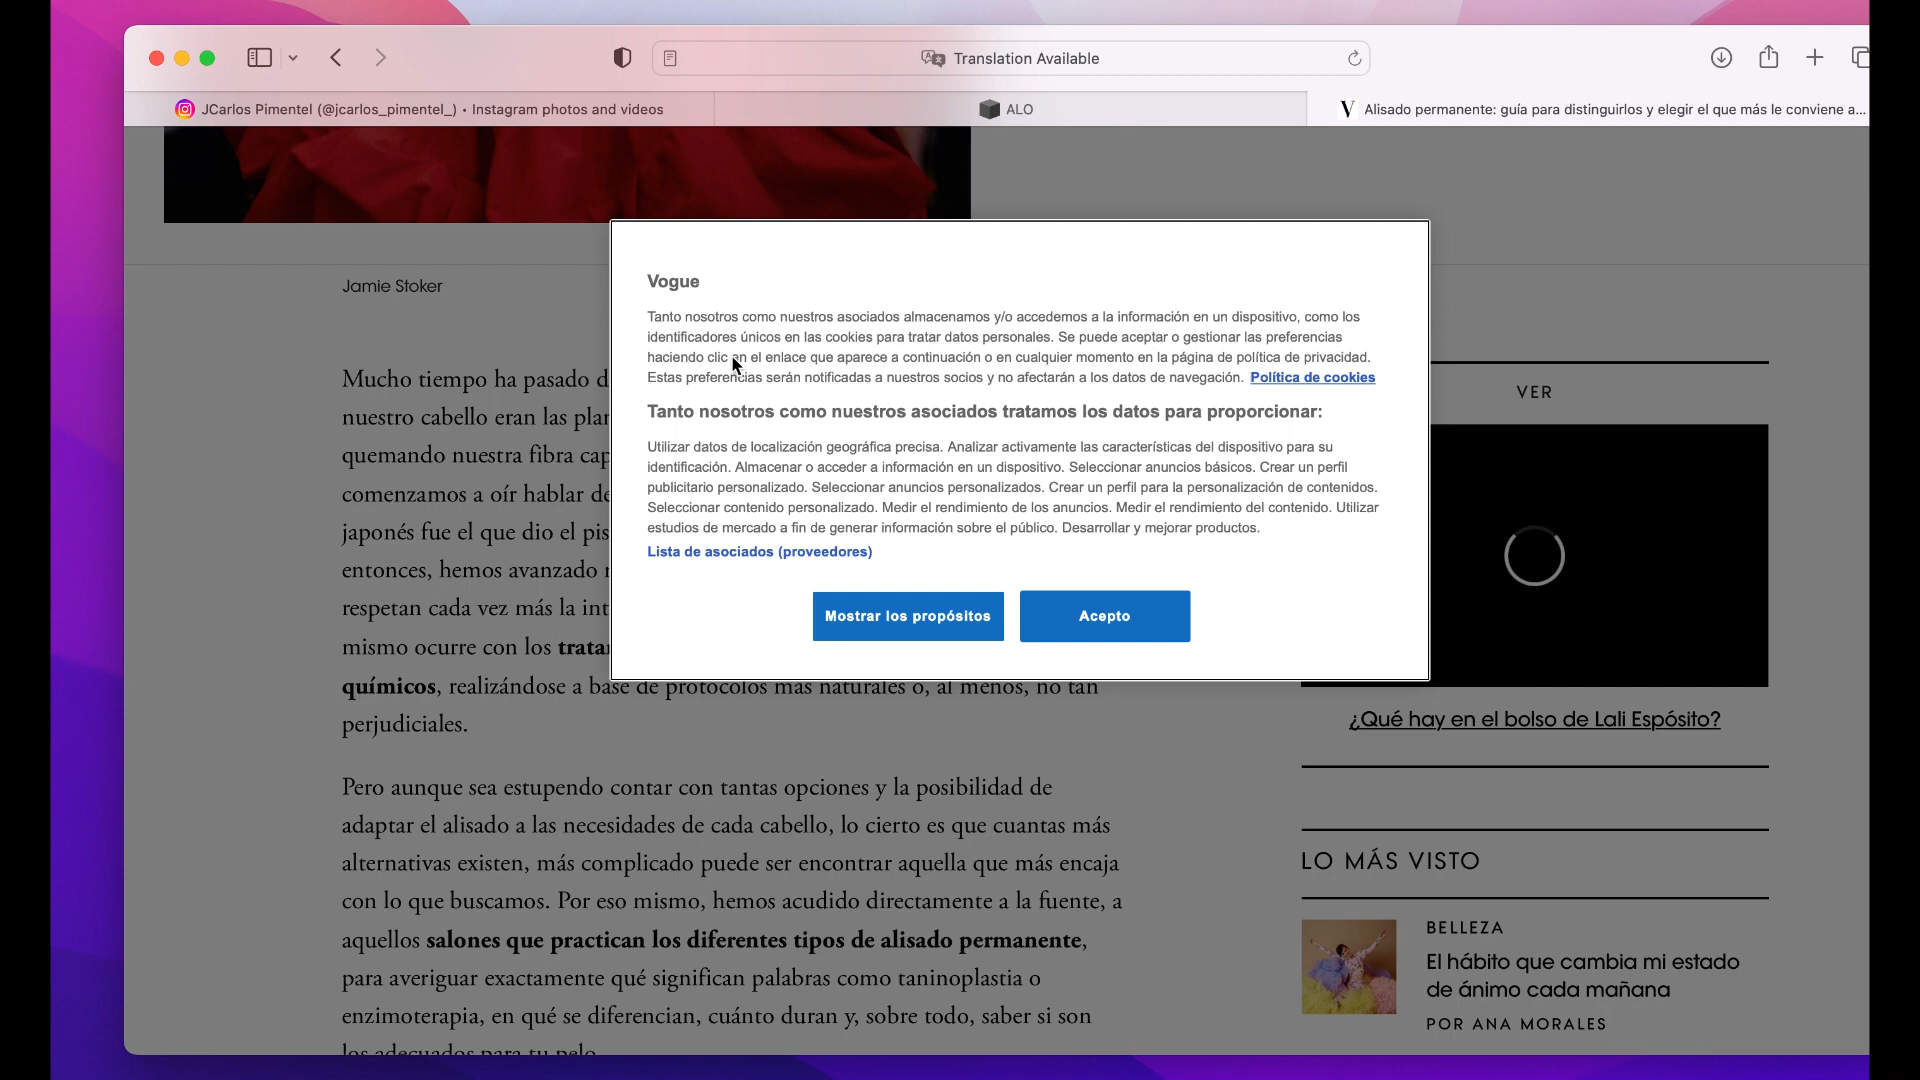 Translation Available
JCarlos Pimentel (@jcarlos_pimentel_) • Instagram photos and videos
ALO
V Alisado permanente: guía para distinguirlos y elegir el que más le conviene a...
Jamie Stoker
Vogue
Tanto nosotros como nuestros asociados almacenamos y/o accedemos a la información en un dispositivo, como los
identificadores únicos en las cookies para tratar datos personales. Se puede aceptar o gestionar las preferencias
haciendo clic en el enlace que aparece a continuación o en cualquier momento en la página de política de privacidad.
Estas preferencias serán notificadas a nuestros socios y no afectarán a los datos de navegación. Política de cookies
Tanto nosotros como nuestros asociados tratamos los datos para proporcionar:
Utilizar datos de localización geográfica precisa. Analizar activamente las características del dispositivo para su
identificación. Almacenar o acceder a información en un dispositivo. Seleccionar anuncios básicos. Crear un perfil
publicitario personalizado. Seleccionar anuncios personalizados. Crear un perfil para la personalización de contenidos.
Seleccionar contenido personalizado. Medir el rendimiento de los anuncios. Medir el rendimiento del contenido. Utilizar
estudios de mercado a fin de generar información sobre el público. Desarrollar y mejorar productos.
Lista de asociados (proveedores)
Mostrar los propósitos
Acepto
Mucho tiempo ha pasado
nuestro cabello eran las
quemando nuestra fibra
comenzamos a oír hablar
japonés fue el que dio el
entonces, hemos avanzado
respetan cada vez más la
mismo ocurre con los
químicos, realizándose a base de protocolos más naturales o, al menos, no tan
perjudiciales.
Pero aunque sea estupendo contar con tantas opciones y la posibilidad de
adaptar el alisado a las necesidades de cada cabello, lo cierto es que cuantas más
alternativas existen, más complicado puede ser encontrar aquella que más encaja
con lo que buscamos. Por eso mismo, hemos acudido directamente a la fuente, a
aquellos salones que practican los diferentes tipos de alisado permanente,
para averiguar exactamente qué significan palabras como taninoplastia o
enzimoterapia, en qué se diferencian, cuánto duran y, sobre todo, saber si son
los adecuados para tu pelo.
VER
¿Qué hay en el bolso de Lali Espósito?
LO MÁS VISTO
BELLEZA
El hábito que cambia mi estado
de ánimo cada mañana
POR ANA MORALES